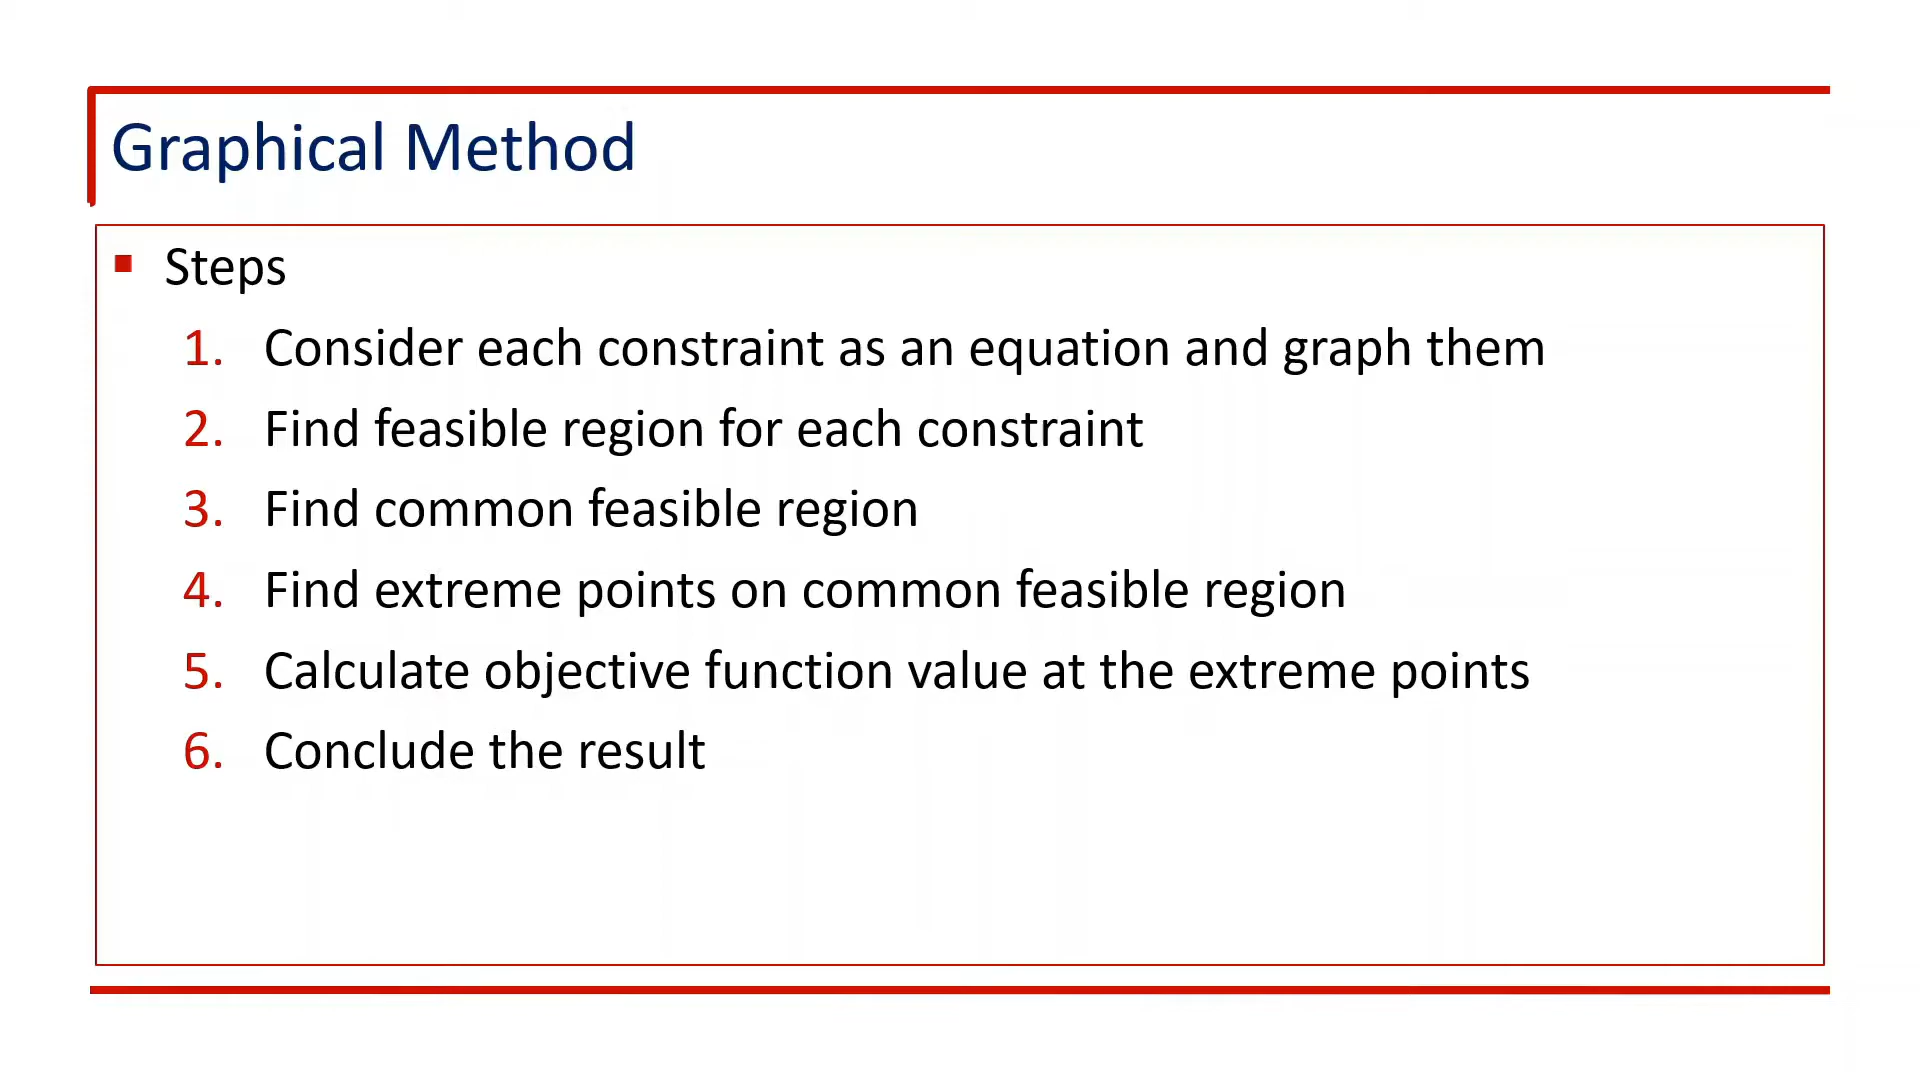 Graphical Method
▪ Steps
1. Consider each constraint as an equation and graph them
2. Find feasible region for each constraint
3. Find common feasible region
4. Find extreme points on common feasible region
5. Calculate objective function value at the extreme points
6. Conclude the result